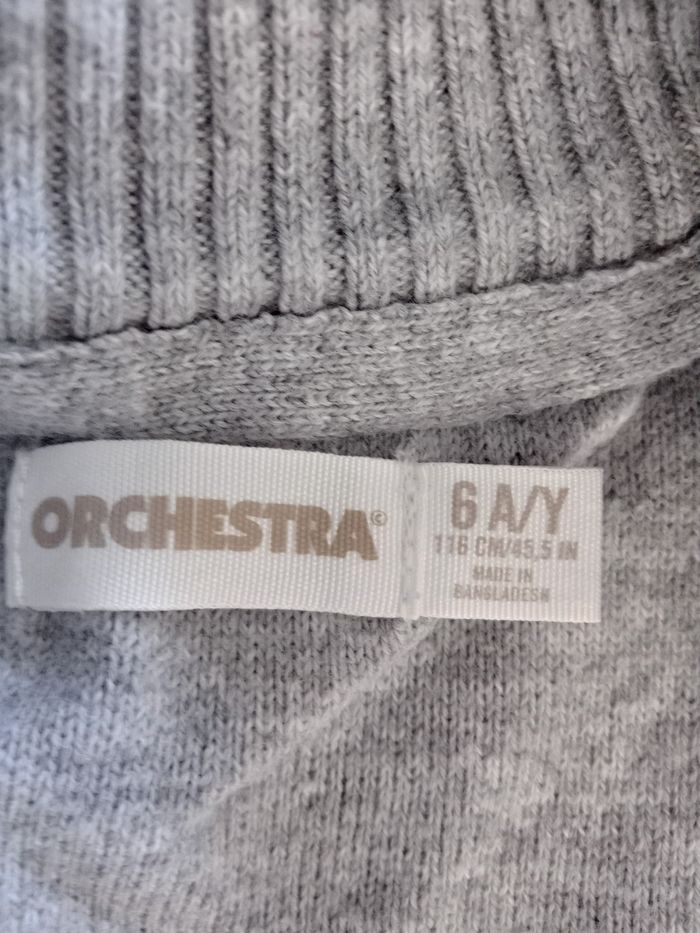 ORCHESTRA©
6 A/Y
116 CM/45,5 IN
MADE IN
BANGLADESH